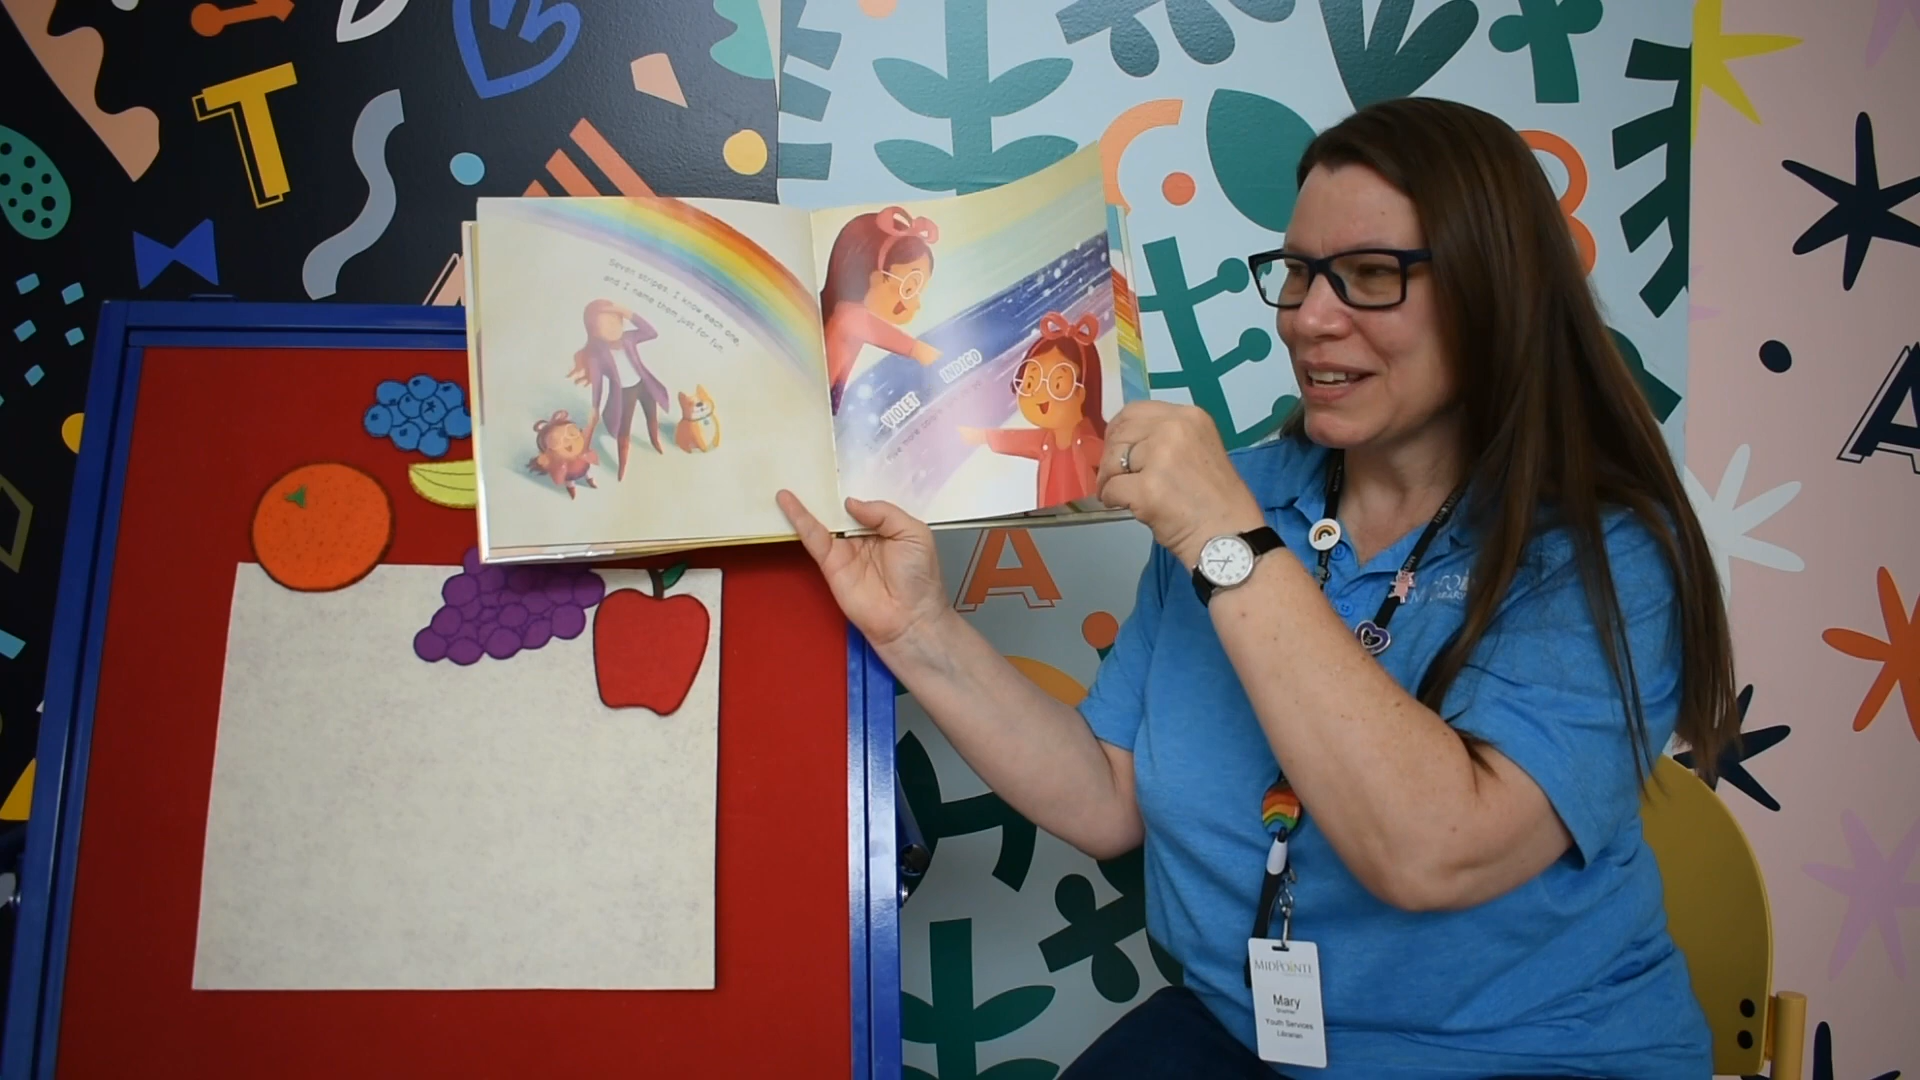 T
Seven stripes. I know each one,
and I name them just for fun.
INDIGO
VIOLET
A
B
A
MIDPOINTE
Mary
Youth Services
Librarian